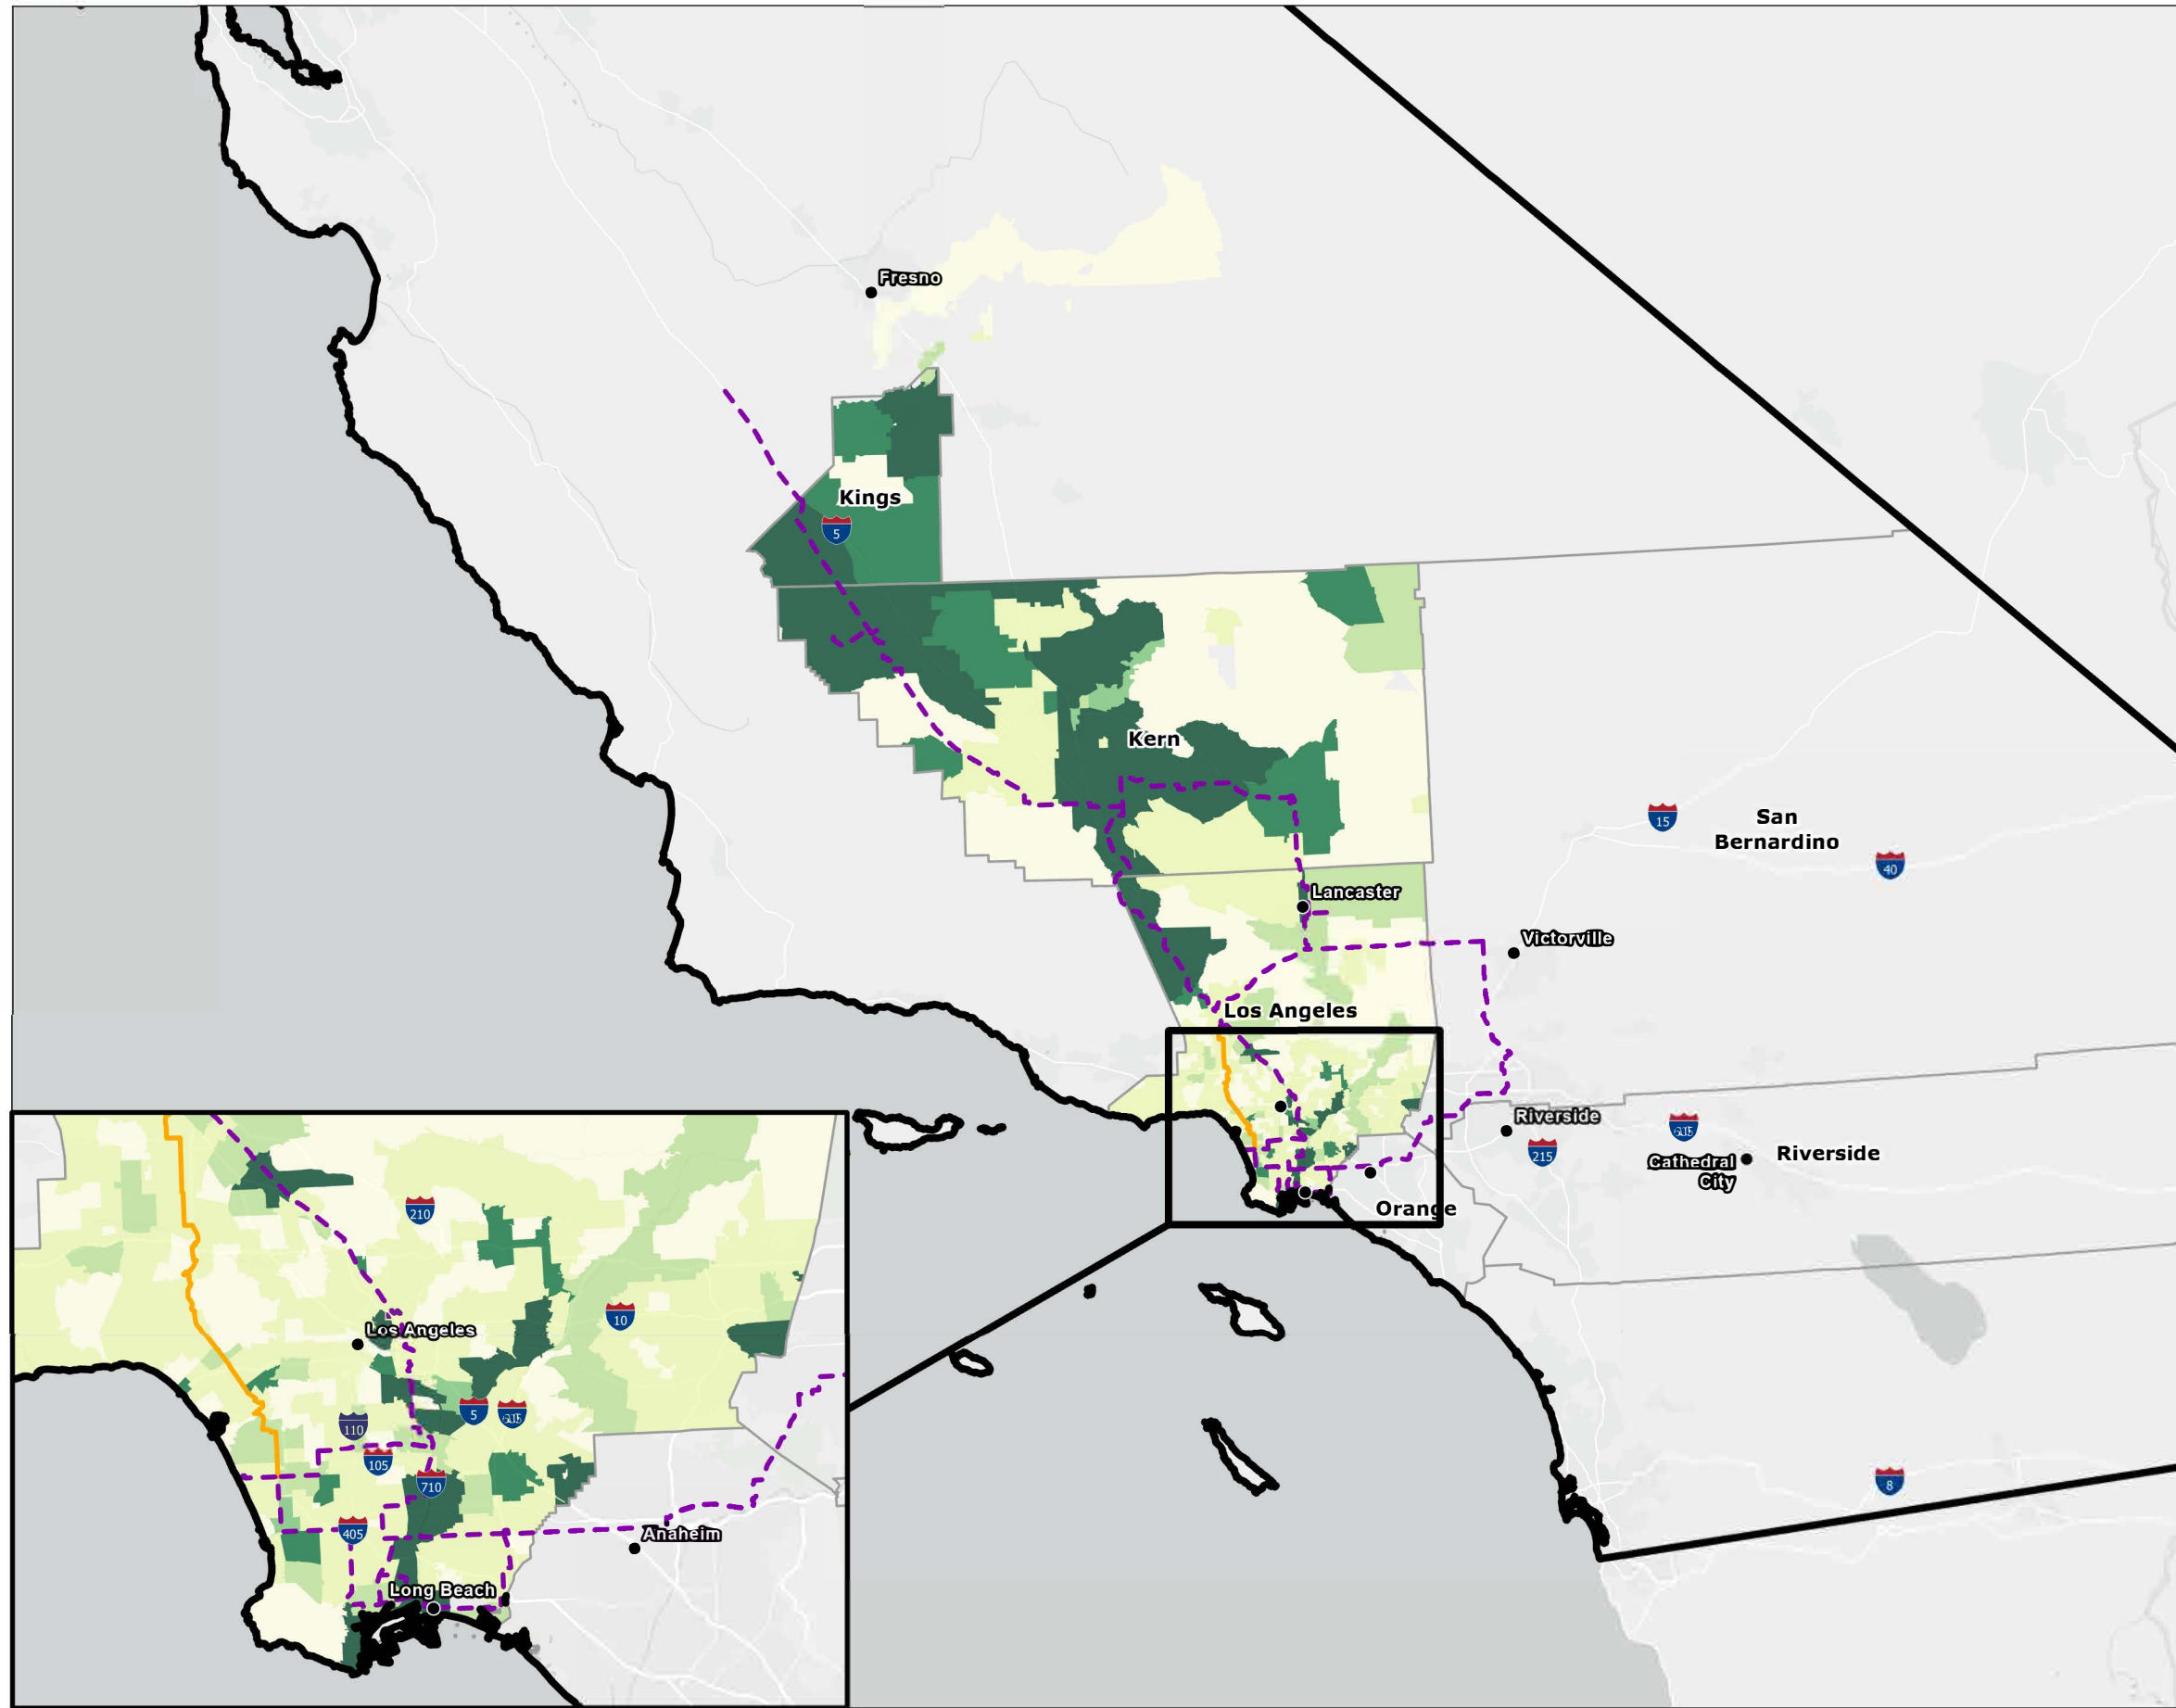 Fresno
Kings
5
Kern
15
San
Bernardino
40
Lancaster
Victorville
Los Angeles
Riverside
215
Cathedral
City
Riverside
Orange
210
10
Los Angeles
5
110
105
710
405
Anaheim
Long Beach
8